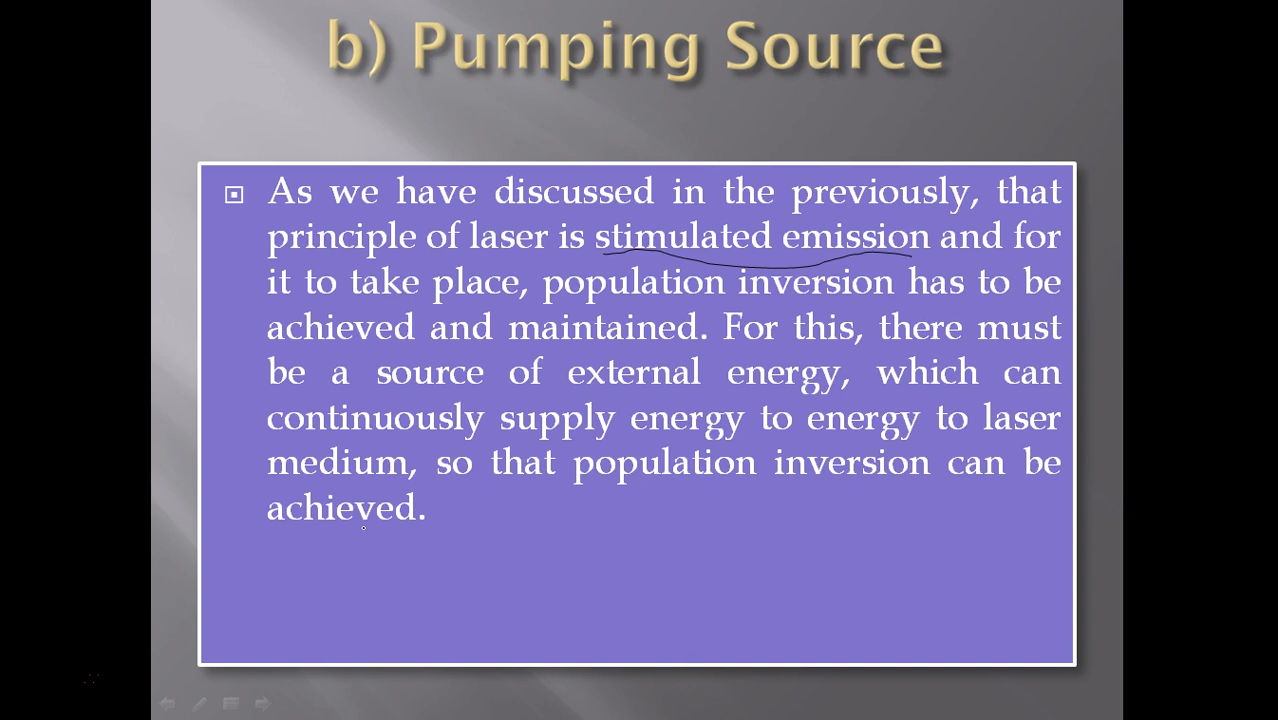 b) Pumping Source
As we have discussed in the previously, that
principle of laser is stimulated emission and for
it to take place, population inversion has to be
achieved and maintained. For this, there must
be a source of external energy, which can
continuously supply energy to energy to laser
medium, so that population inversion can be
achieved.